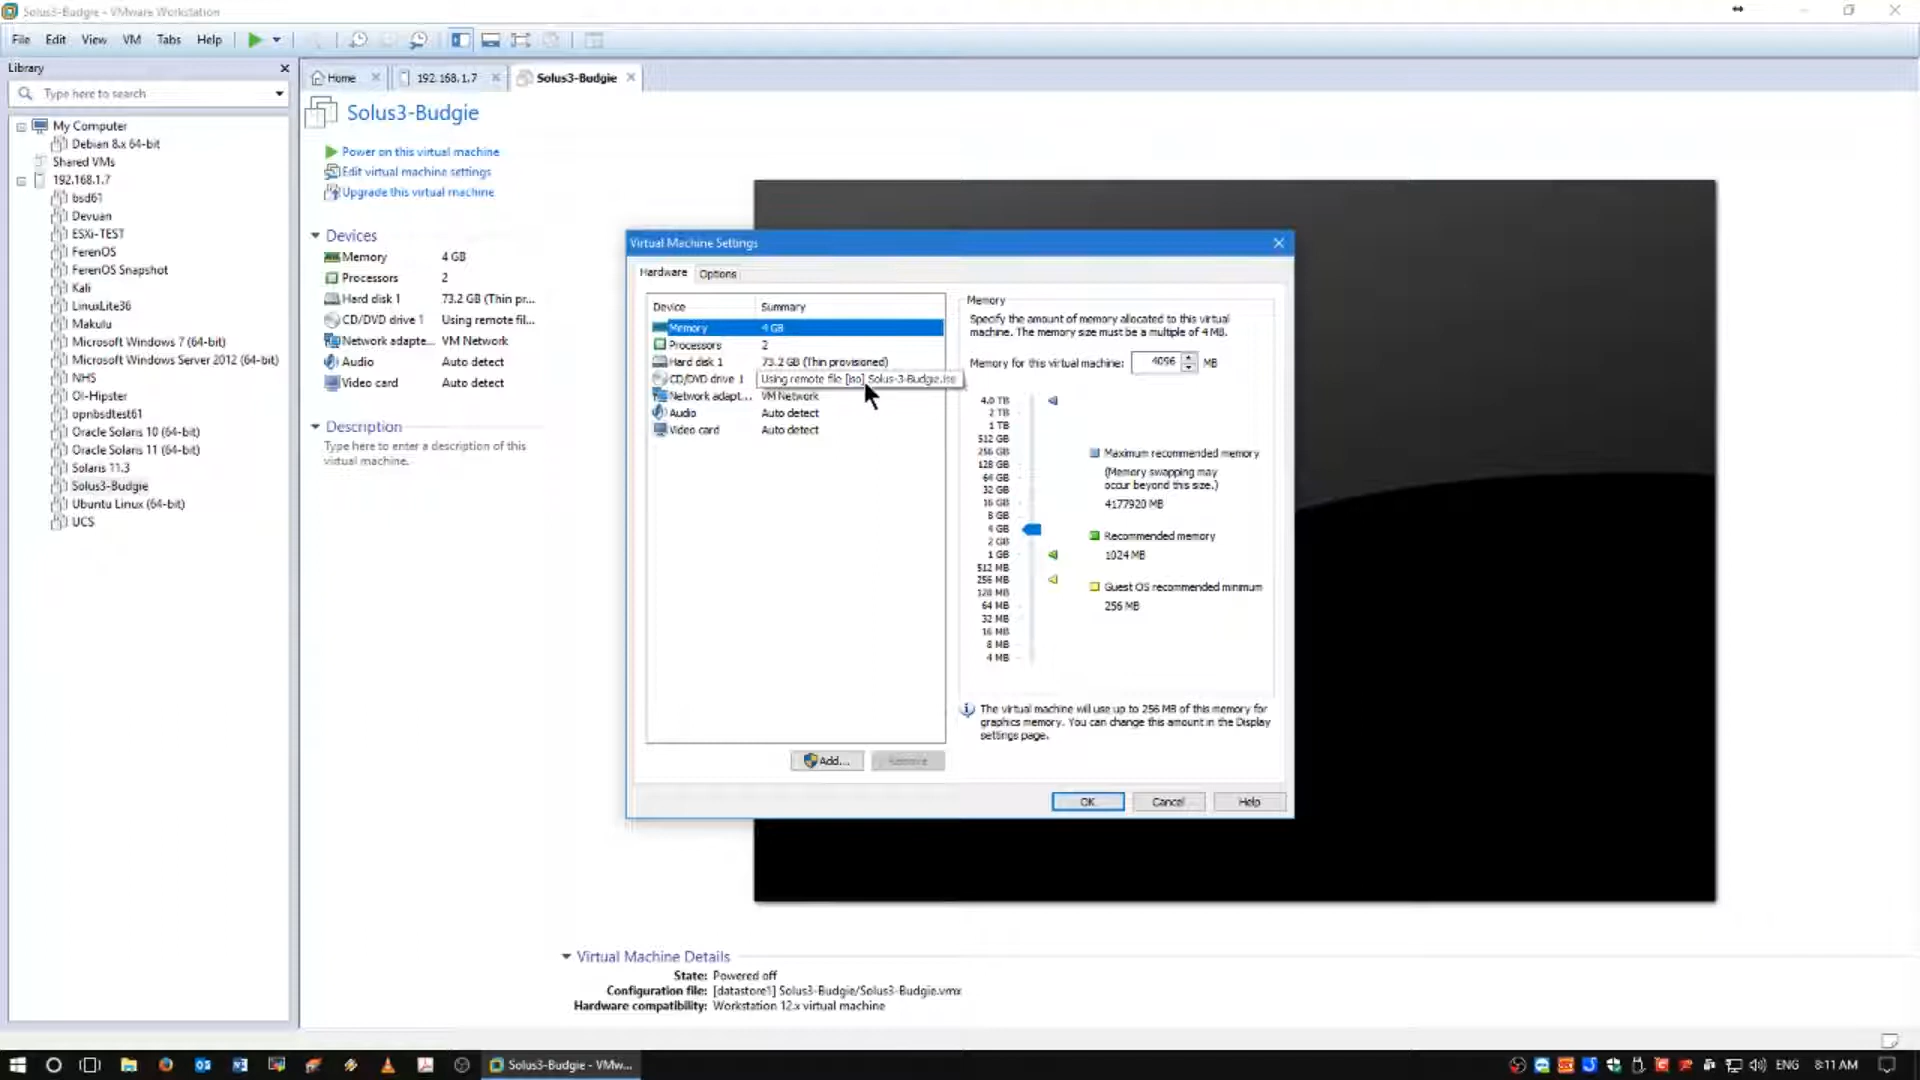 Solus3-Budgie - VMware Workstation
File Edit View VM Tabs Help
Library
Type here to search
My Computer
Debian 8.x 64-bit
Shared VMs
192.168.1.7
bsd61
Devuan
ESXi-TEST
FerenOS
FerenOS Snapshot
Kali
LinuxLite36
Makulu
Microsoft Windows 7 (64-bit)
Microsoft Windows Server 2012 (64-bit)
NHS
OI-Hipster
opnbsdtest61
Oracle Solaris 10 (64-bit)
Oracle Solaris 11 (64-bit)
Solaris 11.3
Solus3-Budgie
Ubuntu Linux (64-bit)
UCS
Home 192.168.1.7 Solus3-Budgie
Solus3-Budgie
Power on this virtual machine
Edit virtual machine settings
Upgrade this virtual machine
Devices
Memory 4 GB
Processors 2
Hard disk 1 73.2 GB (Thin pr...
CD/DVD drive 1 Using remote fil...
Network adapte... VM Network
Audio Auto detect
Video card Auto detect
Description
Type here to enter a description of this
virtual machine.
Virtual Machine Settings
Hardware Options
Device Summary
Memory 4 GB
Processors 2
Hard disk 1 73.2 GB (Thin provisioned)
CD/DVD drive 1 Using remote file [iso] Solus-3-Budgie.iso
Network adapt... VM Network
Audio Auto detect
Video card Auto detect
Add... Remove
Memory
Specify the amount of memory allocated to this virtual
machine. The memory size must be a multiple of 4 MB.
Memory for this virtual machine: 4096 MB
4.0 TB
2 TB
1 TB
512 GB
256 GB
128 GB
64 GB
32 GB
16 GB
8 GB
4 GB
2 GB
1 GB
512 MB
256 MB
128 MB
64 MB
32 MB
16 MB
8 MB
4 MB
Maximum recommended memory
(Memory swapping may
occur beyond this size.)
4177920 MB
Recommended memory
1024 MB
Guest OS recommended minimum
256 MB
The virtual machine will use up to 256 MB of this memory for
graphics memory. You can change this amount in the Display
settings page.
OK Cancel Help
Virtual Machine Details
State: Powered off
Configuration file: [datastore1] Solus3-Budgie/Solus3-Budgie.vmx
Hardware compatibility: Workstation 12.x virtual machine
Solus3-Budgie - VMw...
ENG 8:11 AM